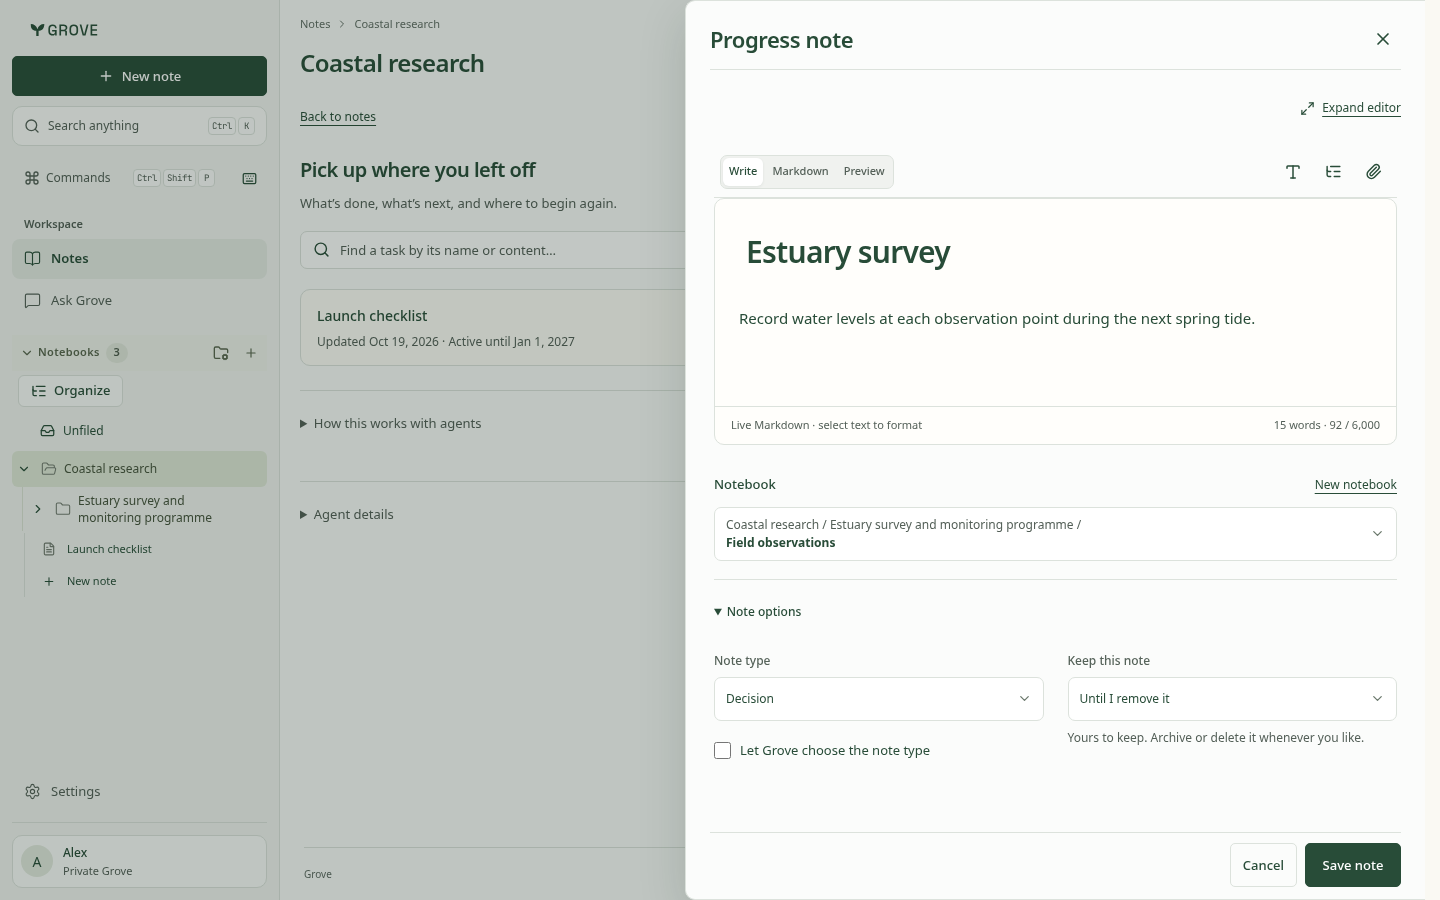 GROVE
New note
Search anything
Ctrl K
Commands
Ctrl Shift P
Workspace
Notes
Ask Grove
Notebooks 3
Organize
Unfiled
Coastal research
Estuary survey and
monitoring programme
Launch checklist
New note
Settings
A
Alex
Private Grove
Notes
Coastal research
Coastal research
Back to notes
Pick up where you left off
What's done, what's next, and where to begin again.
Find a task by its name or content...
Launch checklist
Updated Oct 19, 2026 · Active until Jan 1, 2027
How this works with agents
Agent details
Grove
Progress note
Expand editor
Write Markdown Preview
Estuary survey
Record water levels at each observation point during the next spring tide.
Live Markdown · select text to format
15 words · 92 / 6,000
Notebook
New notebook
Coastal research / Estuary survey and monitoring programme /
Field observations
Note options
Note type
Decision
Let Grove choose the note type
Keep this note
Until I remove it
Yours to keep. Archive or delete it whenever you like.
Cancel
Save note